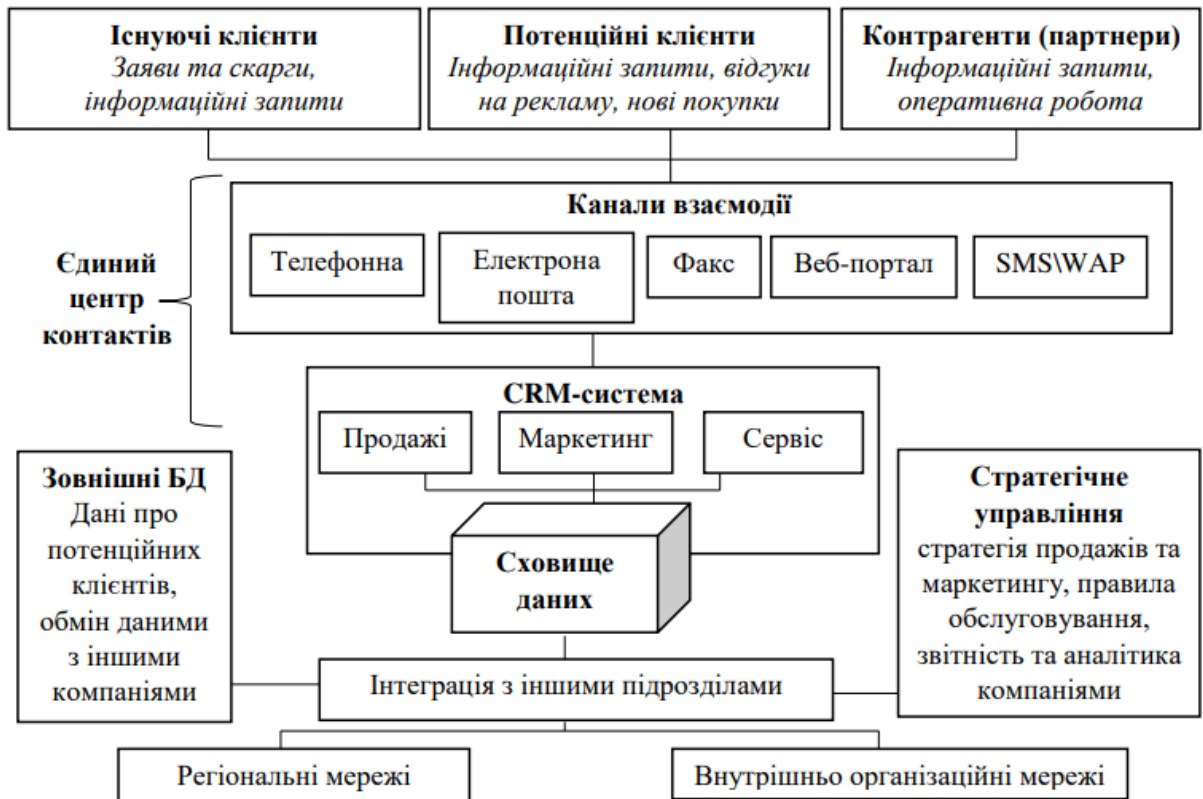 Існуючі клієнти
Заяви та скарги,
інформаційні запити
Потенційні клієнти
Інформаційні запити, відгуки
на рекламу, нові покупки
Контрагенти (партнери)
Інформаційні запити,
оперативна робота
Єдиний
центр
контактів
Канали взаємодії
Телефонна
Електрона
пошта
Факс
Веб-портал
SMS\WAP
CRM-система
Продажі
Маркетинг
Сервіс
Сховище
даних
Зовнішні БД
Дані про
потенційних
клієнтів,
обмін даними
з іншими
компаніями
Стратегічне
управління
стратегія продажів та
маркетингу, правила
обслуговування,
звітність та аналітика
компаніями
Інтеграція з іншими підрозділами
Регіональні мережі
Внутрішньо організаційні мережі